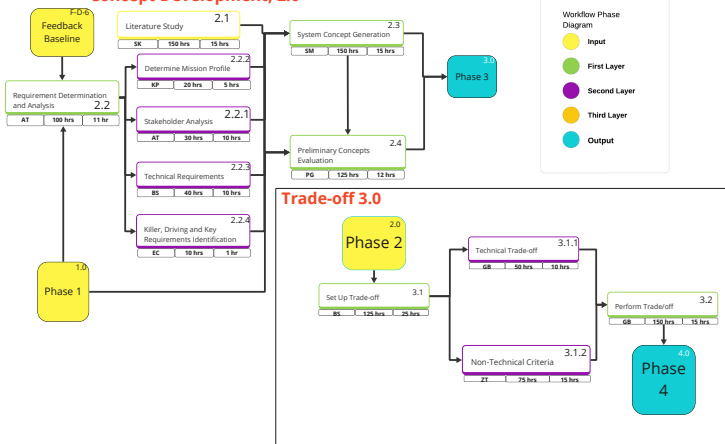 Concept Development, 2.0
F-D-6
Feedback
Baseline
2.1
Literature Study
SK 150 hrs 15 hrs
2.3
System Concept Generation
SM 150 hrs 15 hrs
3.0
Phase 3
2.2.2
Determine Mission Profile
KP 20 hrs 5 hrs
Requirement Determination
and Analysis 2.2
AT 100 hrs 11 hr
2.2.1
Stakeholder Analysis
AT 30 hrs 10 hrs
2.4
Preliminary Concepts
Evaluation
PG 125 hrs 12 hrs
2.2.3
Technical Requirements
BS 40 hrs 10 hrs
2.2.4
Killer, Driving and Key
Requirements Identification
EC 10 hrs 1 hr
1.0
Phase 1
Workflow Phase
Diagram
Input
First Layer
Second Layer
Third Layer
Output
Trade-off 3.0
2.0
Phase 2
3.1
Set Up Trade-off
BS 125 hrs 25 hrs
3.1.1
Technical Trade-off
GB 50 hrs 10 hrs
3.1.2
Non-Technical Criteria
ZT 75 hrs 15 hrs
3.2
Perform Trade/off
GB 150 hrs 15 hrs
4.0
Phase
4